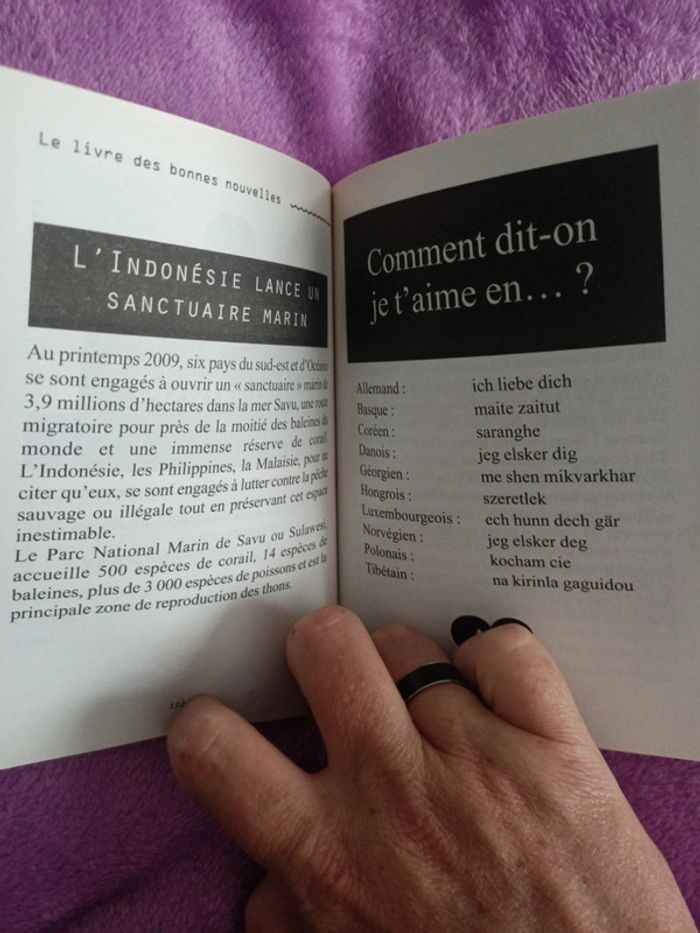 Le livre des bonnes nouvelles
L'INDONÉSIE LANCE UN
SANCTUAIRE MARIN
Au printemps 2009, six pays du sud-est et d'Océanie
se sont engagés à ouvrir un « sanctuaire » marin de
3,9 millions d'hectares dans la mer Savu, une route
migratoire pour près de la moitié des baleines du
monde et une immense réserve de corail.
L'Indonésie, les Philippines, la Malaisie, pour ne
citer qu'eux, se sont engagés à lutter contre la pêche
sauvage ou illégale tout en préservant cet espace
inestimable.
Le Parc National Marin de Savu ou Sulawesi,
accueille 500 espèces de corail, 14 espèces de
baleines, plus de 3 000 espèces de poissons et est la
principale zone de reproduction des thons.
Comment dit-on
je t'aime en... ?
Allemand : ich liebe dich
Basque : maite zaitut
Coréen : saranghe
Danois : jeg elsker dig
Géorgien : me shen mikvarkhar
Hongrois : szeretlek
Luxembourgeois : ech hunn dech gär
Norvégien : jeg elsker deg
Polonais : kocham cie
Tibétain : na kirinla gaguidou